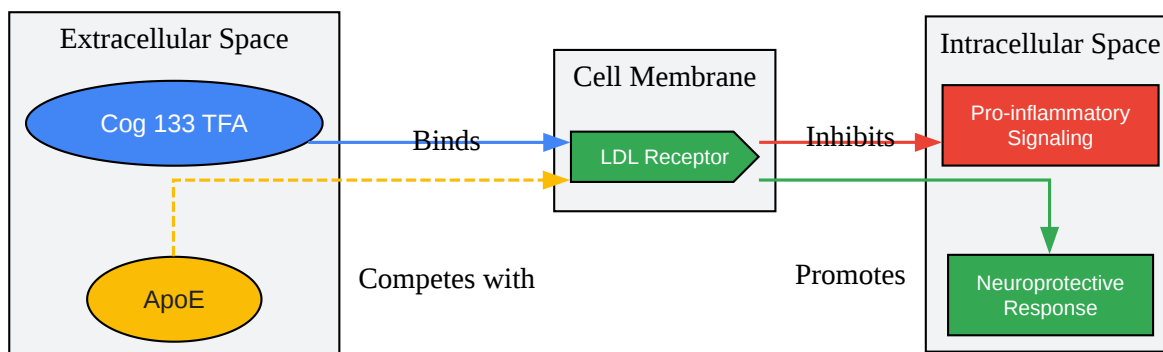 Extracellular Space
Cog 133 TFA
ApoE
Binds
Competes with
Cell Membrane
LDL Receptor
Inhibits
Promotes
Intracellular Space
Pro-inflammatory
Signaling
Neuroprotective
Response